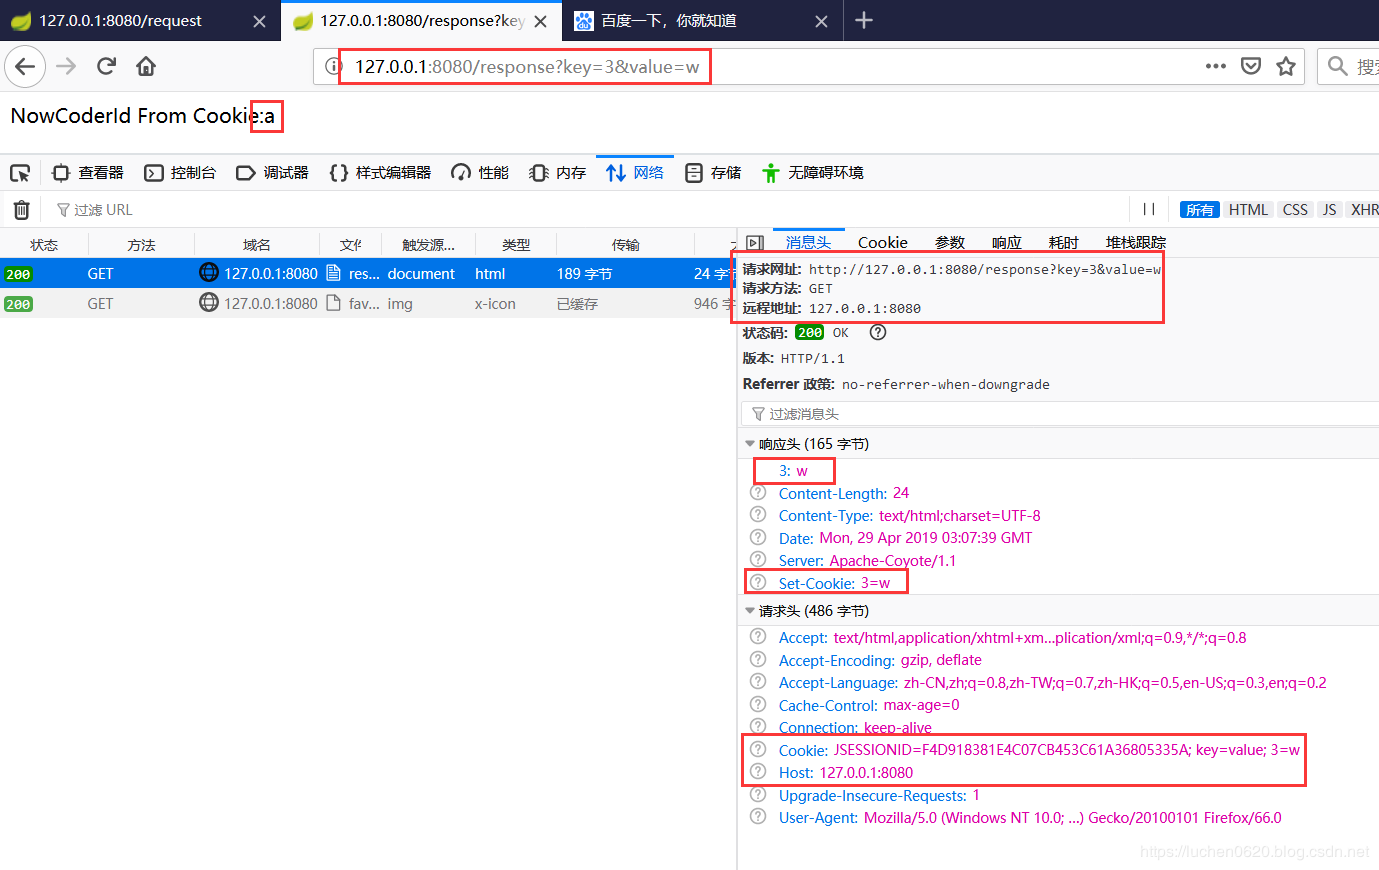 127.0.0.1:8080/request
127.0.0.1:8080/response?key
百度一下，你就知道
127.0.0.1:8080/response?key=3&value=w
搜索
NowCoderId From Cookie:a
查看器 控制台 调试器 样式编辑器 性能 内存 网络 存储 无障碍环境
过滤 URL
所有 HTML CSS JS XHR
状态 方法 域名 触发源... 类型 传输
消息头 Cookie 参数 响应 耗时 堆栈跟踪
200 GET 127.0.0.1:8080 res... document html 189 字节 24 字节
200 GET 127.0.0.1:8080 fav... img x-icon 已缓存 946 字
请求网址: http://127.0.0.1:8080/response?key=3&value=w
请求方法: GET
远程地址: 127.0.0.1:8080
状态码: 200 OK
版本: HTTP/1.1
Referrer 政策: no-referrer-when-downgrade
过滤消息头
响应头 (165 字节)
3: w
Content-Length: 24
Content-Type: text/html;charset=UTF-8
Date: Mon, 29 Apr 2019 03:07:39 GMT
Server: Apache-Coyote/1.1
Set-Cookie: 3=w
请求头 (486 字节)
Accept: text/html,application/xhtml+xm...plication/xml;q=0.9,*/*;q=0.8
Accept-Encoding: gzip, deflate
Accept-Language: zh-CN,zh;q=0.8,zh-TW;q=0.7,zh-HK;q=0.5,en-US;q=0.3,en;q=0.2
Cache-Control: max-age=0
Connection: keep-alive
Cookie: JSESSIONID=F4D918381E4C07CB453C61A36805335A; key=value; 3=w
Host: 127.0.0.1:8080
Upgrade-Insecure-Requests: 1
User-Agent: Mozilla/5.0 (Windows NT 10.0; ...) Gecko/20100101 Firefox/66.0
https://luchen0620.blog.csdn.net